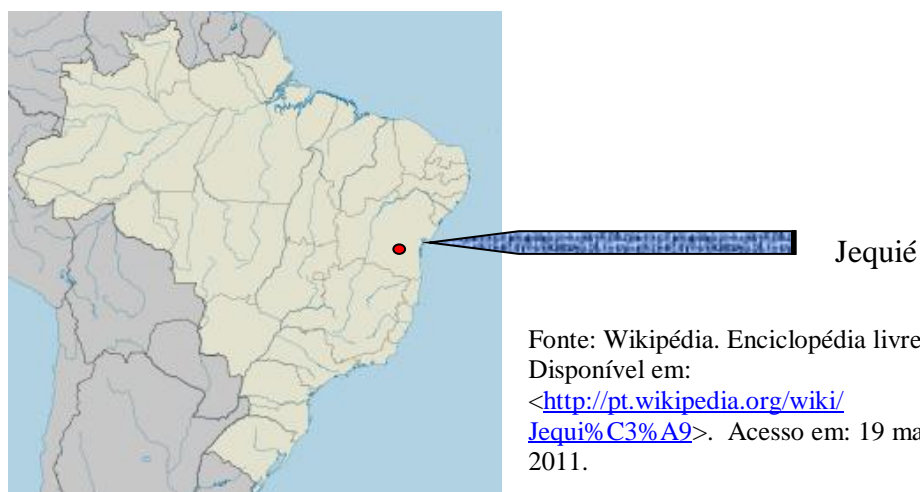 Jequié
Fonte: Wikipédia. Enciclopédia livre
Disponível em:
<http://pt.wikipedia.org/wiki/
Jequi%C3%A9>. Acesso em: 19 ma
2011.